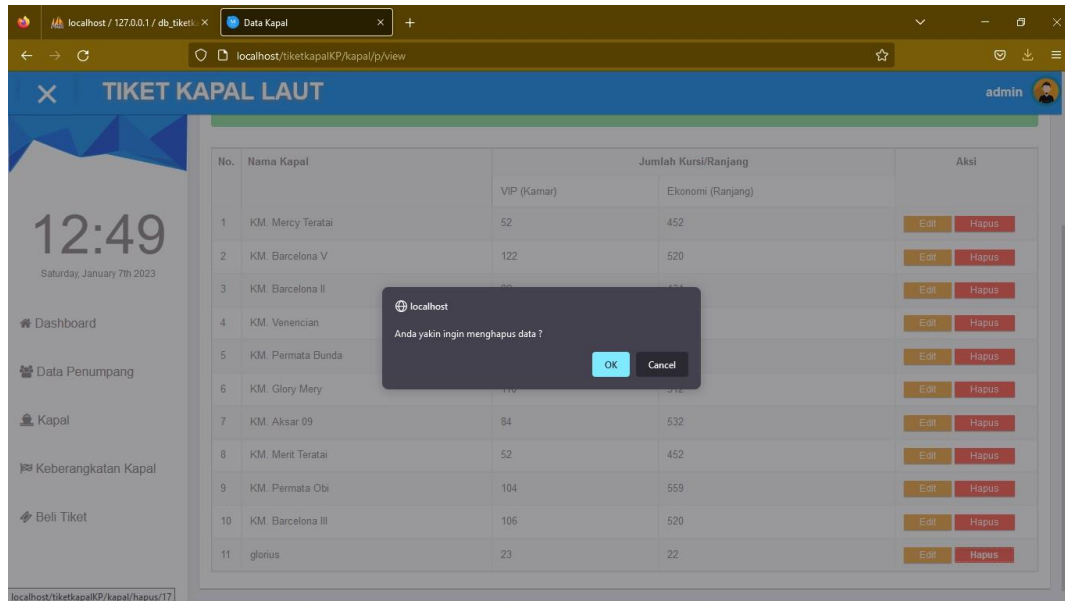 localhost / 127.0.0.1 / db_tiketk
Data Kapal
localhost/tiketkapalKP/kapal/p/view
TIKET KAPAL LAUT
admin
12:49
Saturday, January 7th 2023
Dashboard
Data Penumpang
Kapal
Keberangkatan Kapal
Beli Tiket
No. Nama Kapal Jumlah Kursi/Ranjang Aksi
VIP (Kamar) Ekonomi (Ranjang)
1 KM. Mercy Teratai 52 452 Edit Hapus
2 KM. Barcelona V 122 520 Edit Hapus
3 KM. Barcelona II Edit Hapus
4 KM. Venencian Edit Hapus
5 KM. Permata Bunda Edit Hapus
6 KM. Glory Mery Edit Hapus
7 KM. Aksar 09 84 532 Edit Hapus
8 KM. Merit Teratai 52 452 Edit Hapus
9 KM. Permata Obi 104 559 Edit Hapus
10 KM. Barcelona III 106 520 Edit Hapus
11 glorius 23 22 Edit Hapus
localhost
Anda yakin ingin menghapus data ?
OK Cancel
localhost/tiketkapalKP/kapal/hapus/17